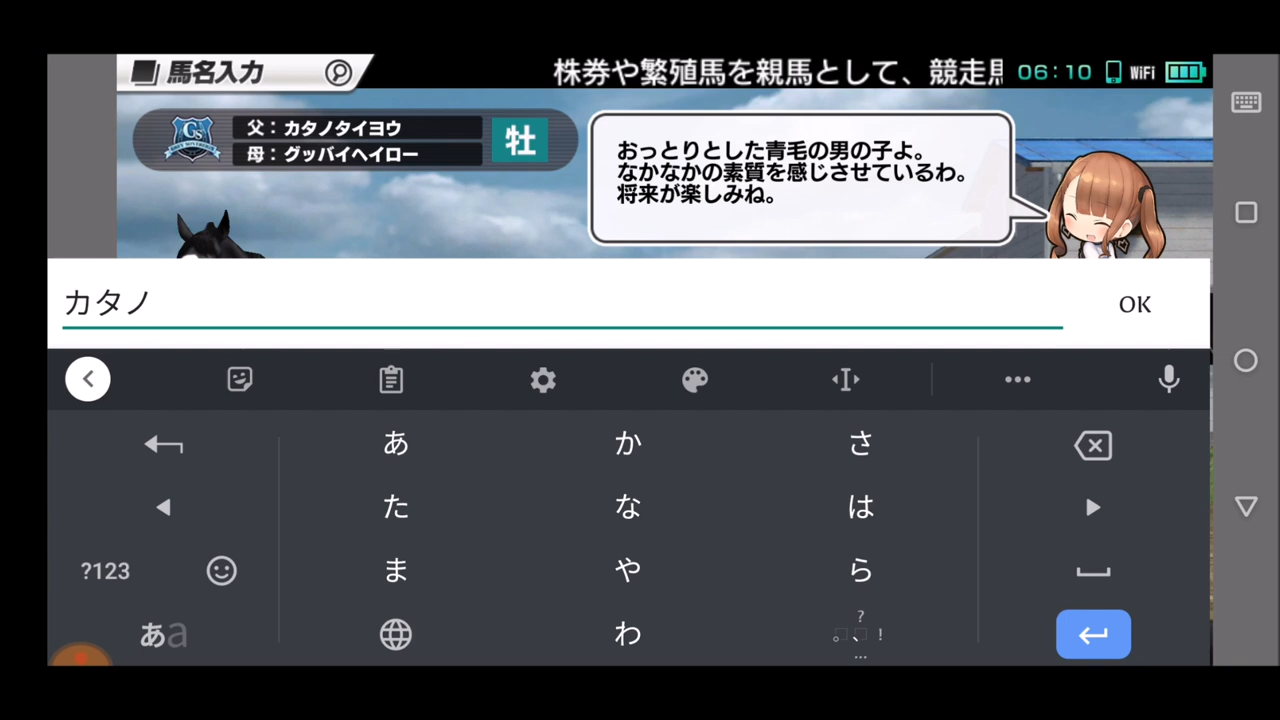 馬名入力
株券や繁殖馬を親馬として、競走馬
06:10 WiFi
GS
父：カタノタイヨウ
母：グッバイヘイロー
牡
おっとりとした青毛の男の子よ。
なかなかの素質を感じさせているわ。
将来が楽しみね。
カタノ
OK
あ か さ
た な は
?123 ま や ら
あa わ 。、?!…